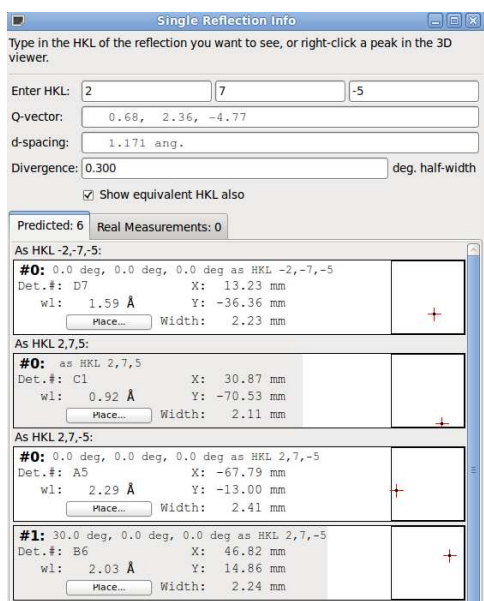 Single Reflection Info
Type in the HKL of the reflection you want to see, or right-click a peak in the 3D
viewer.
Enter HKL: 2 7 -5
Q-vector: 0.68, 2.36, -4.77
d-spacing: 1.171 ang.
Divergence: 0.300 deg. half-width
Show equivalent HKL also
Predicted: 6 Real Measurements: 0
As HKL -2,-7,-5:
#0: 0.0 deg, 0.0 deg, 0.0 deg as HKL -2,-7,-5
Det.#: D7 X: 13.23 mm
wl: 1.59 Å Y: -36.36 mm
Place... Width: 2.23 mm
As HKL 2,7,5:
#0: as HKL 2,7,5
Det.#: C1 X: 30.87 mm
wl: 0.92 Å Y: -70.53 mm
Place... Width: 2.11 mm
As HKL 2,7,-5:
#0: 0.0 deg, 0.0 deg, 0.0 deg as HKL 2,7,-5
Det.#: A5 X: -67.79 mm
wl: 2.29 Å Y: -13.00 mm
Place... Width: 2.41 mm
#1: 30.0 deg, 0.0 deg, 0.0 deg as HKL 2,7,-5
Det.#: B6 X: 46.82 mm
wl: 2.03 Å Y: 14.86 mm
Place... Width: 2.24 mm